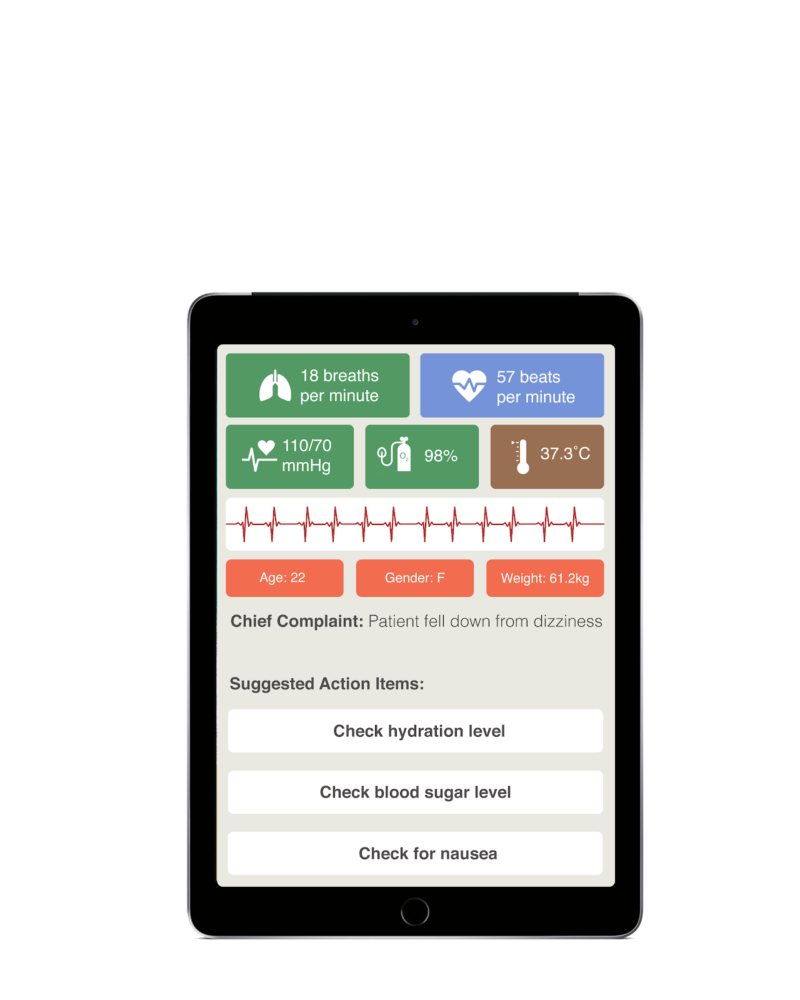 18 breaths
per minute
57 beats
per minute
110/70
mmHg
O₂
98%
37.3°C
Age: 22
Gender: F
Weight: 61.2kg
Chief Complaint: Patient fell down from dizziness
Suggested Action Items:
Check hydration level
Check blood sugar level
Check for nausea